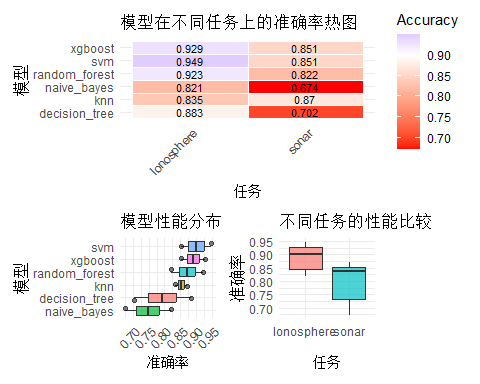 模型在不同任务上的准确率热图
Accuracy
模型
xgboost
0.929
0.851
svm
0.949
0.851
random_forest
0.923
0.822
naive_bayes
0.821
0.674
knn
0.835
0.87
decision_tree
0.883
0.702
Ionosphere
sonar
任务
0.90
0.85
0.80
0.75
0.70
模型性能分布
模型
svm
xgboost
random_forest
knn
decision_tree
naive_bayes
0.70
0.75
0.80
0.85
0.90
0.95
准确率
不同任务的性能比较
准确率
0.95
0.90
0.85
0.80
0.75
0.70
Ionosphere
sonar
任务